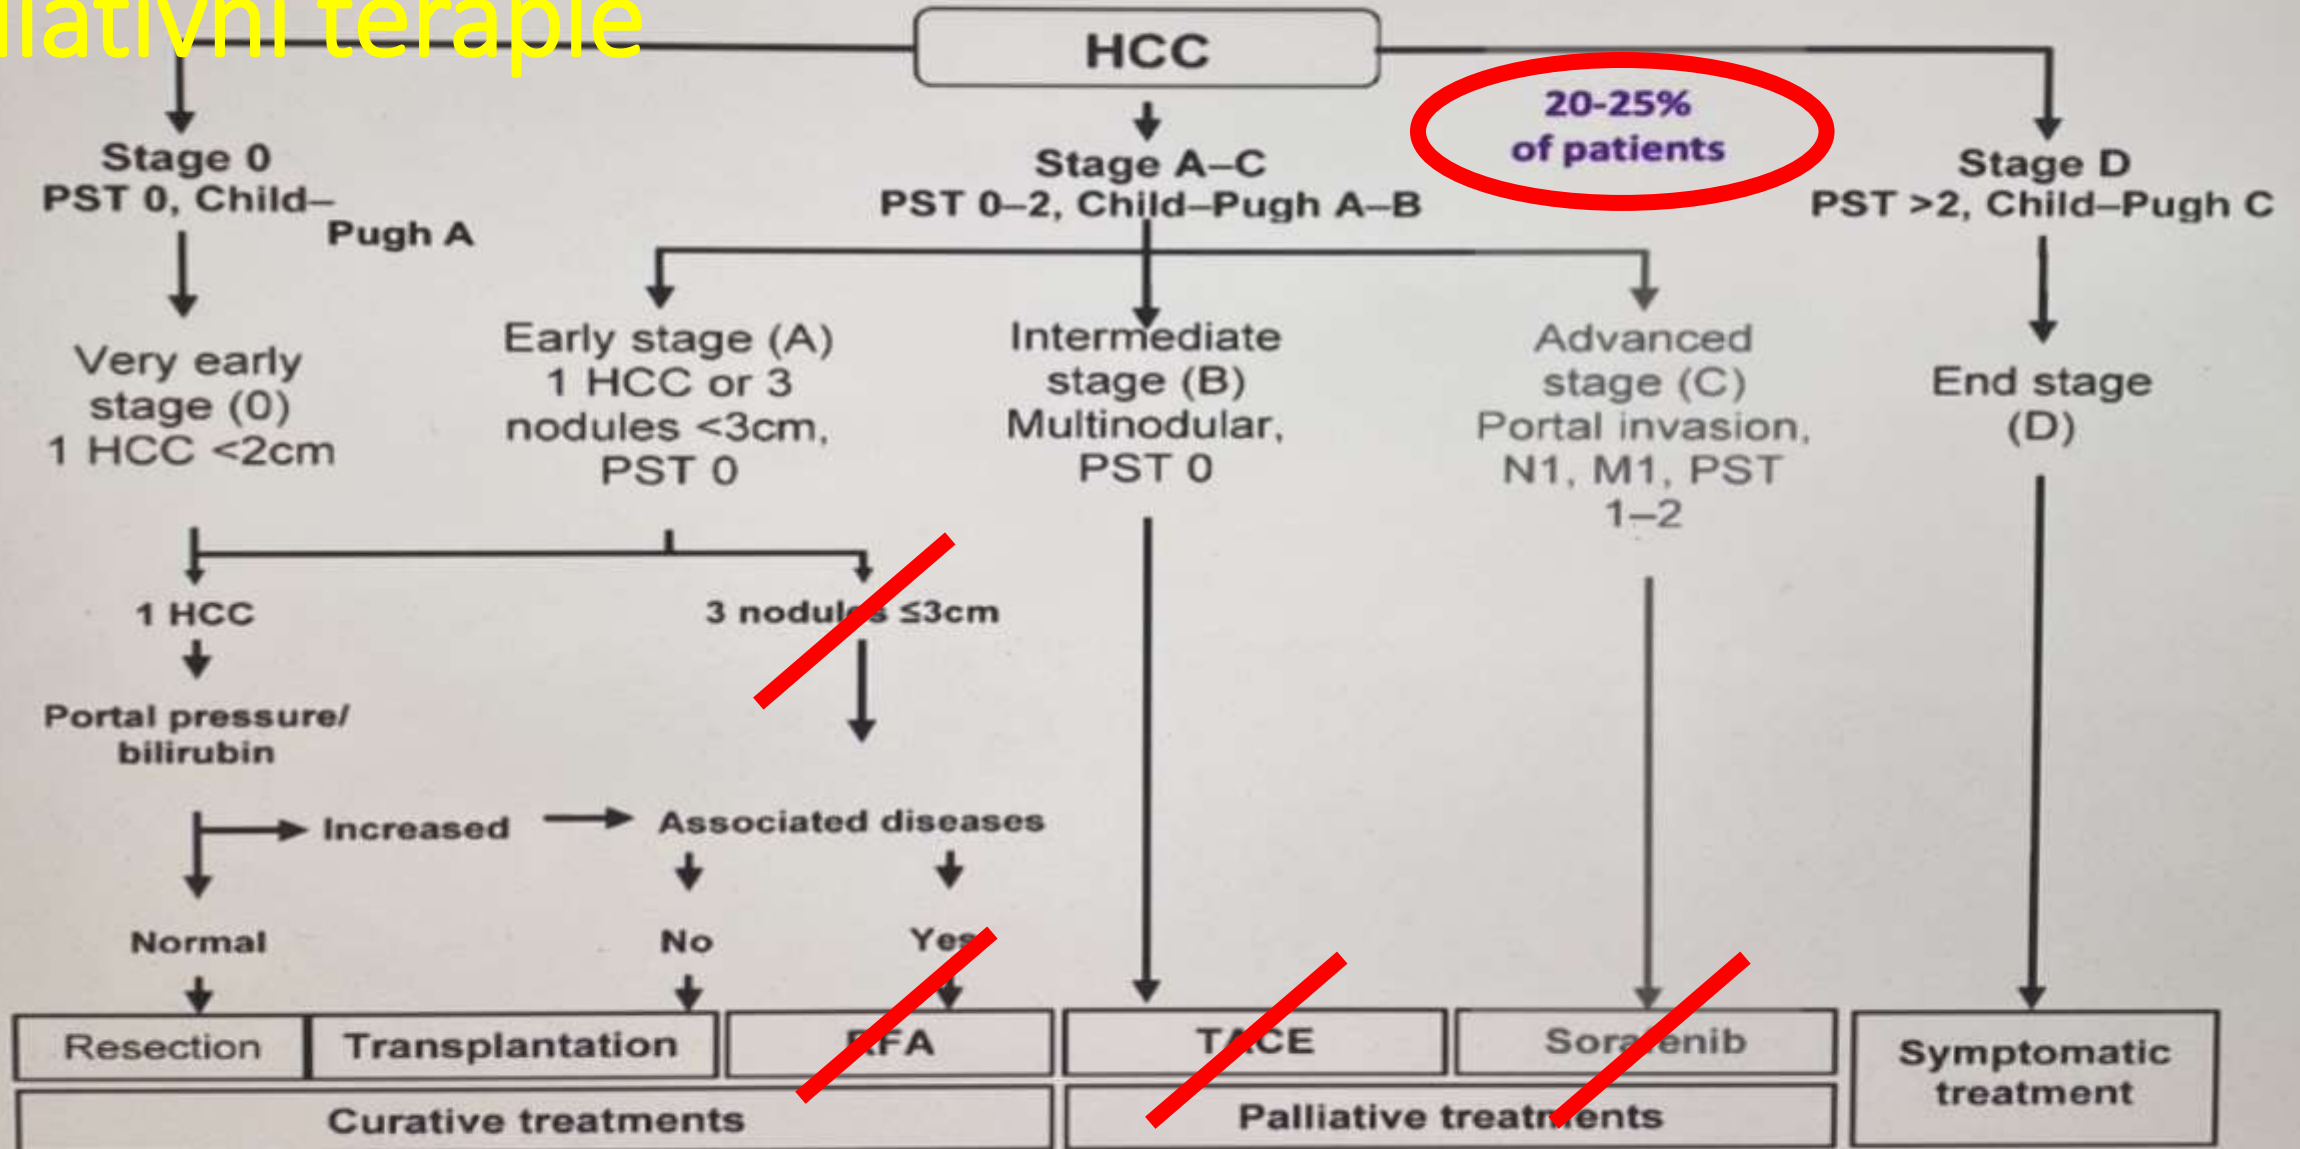 HCC
20-25%
of patients
Stage 0
PST 0, Child–
Pugh A
Stage A–C
PST 0–2, Child–Pugh A–B
Stage D
PST >2, Child–Pugh C
Very early
stage (0)
1 HCC <2cm
Early stage (A)
1 HCC or 3
nodules <3cm,
PST 0
Intermediate
stage (B)
Multinodular,
PST 0
Advanced
stage (C)
Portal invasion,
N1, M1, PST
1–2
End stage
(D)
1 HCC
3 nodules ≤3cm
Portal pressure/
bilirubin
Increased
Associated diseases
Normal
No
Yes
Resection
Transplantation
RFA
TACE
Sorafenib
Symptomatic
treatment
Curative treatments
Palliative treatments
terapie